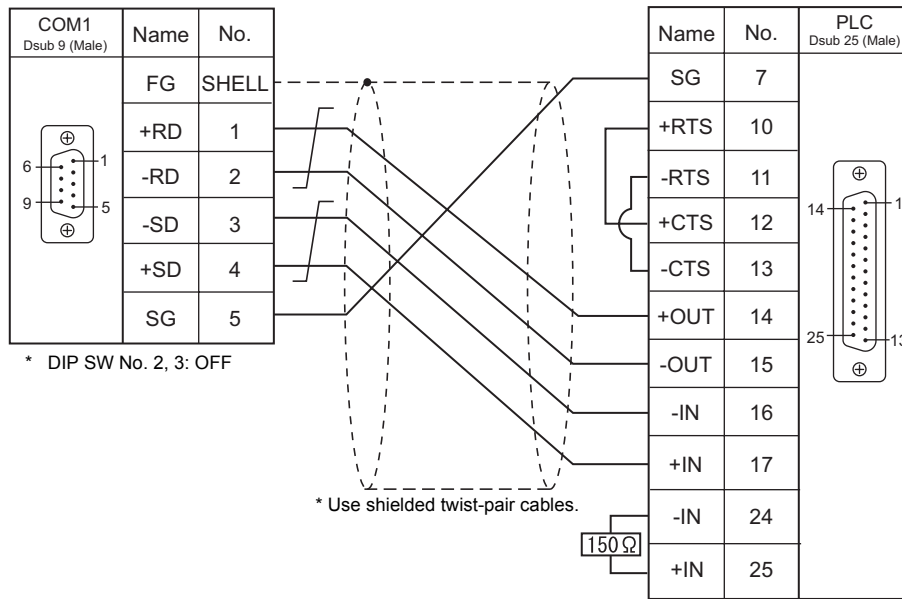 COM1
Dsub 9 (Male)
Name No.
FG SHELL
+RD 1
-RD 2
-SD 3
+SD 4
SG 5
6
1
9
5
* DIP SW No. 2, 3: OFF
* Use shielded twist-pair cables.
150Ω
Name No.
SG 7
+RTS 10
-RTS 11
+CTS 12
-CTS 13
+OUT 14
-OUT 15
-IN 16
+IN 17
-IN 24
+IN 25
PLC
Dsub 25 (Male)
14
1
25
13